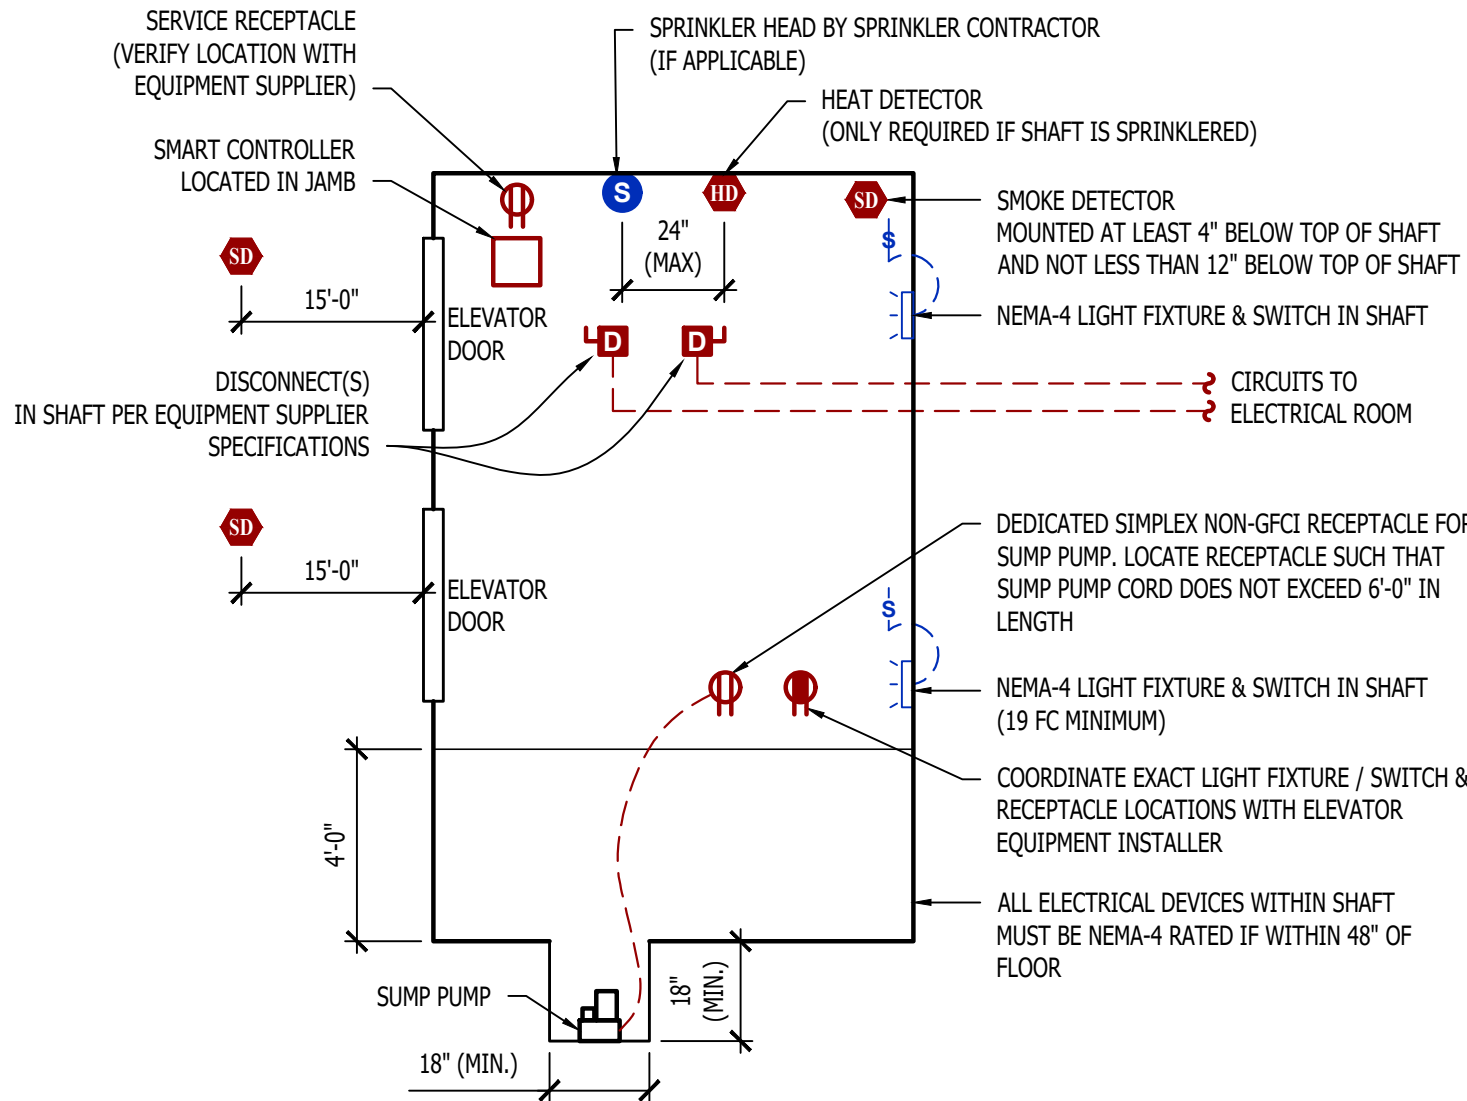 SERVICE RECEPTACLE
(VERIFY LOCATION WITH
EQUIPMENT SUPPLIER)
SPRINKLER HEAD BY SPRINKLER CONTRACTOR
(IF APPLICABLE)
HEAT DETECTOR
(ONLY REQUIRED IF SHAFT IS SPRINKLERED)
SMART CONTROLLER
LOCATED IN JAMB
S
HD
SD
SMOKE DETECTOR
MOUNTED AT LEAST 4" BELOW TOP OF SHAFT
AND NOT LESS THAN 12" BELOW TOP OF SHAFT
24"
(MAX)
$
SD
15'-0"
ELEVATOR
DOOR
NEMA-4 LIGHT FIXTURE & SWITCH IN SHAFT
D
D
DISCONNECT(S)
IN SHAFT PER EQUIPMENT SUPPLIER
SPECIFICATIONS
CIRCUITS TO
ELECTRICAL ROOM
SD
15'-0"
ELEVATOR
DOOR
DEDICATED SIMPLEX NON-GFCI RECEPTACLE FOR
SUMP PUMP. LOCATE RECEPTACLE SUCH THAT
SUMP PUMP CORD DOES NOT EXCEED 6'-0" IN
LENGTH
S
NEMA-4 LIGHT FIXTURE & SWITCH IN SHAFT
(19 FC MINIMUM)
COORDINATE EXACT LIGHT FIXTURE / SWITCH &
RECEPTACLE LOCATIONS WITH ELEVATOR
EQUIPMENT INSTALLER
4'-0"
ALL ELECTRICAL DEVICES WITHIN SHAFT
MUST BE NEMA-4 RATED IF WITHIN 48" OF
FLOOR
SUMP PUMP
18"
(MIN.)
18" (MIN.)